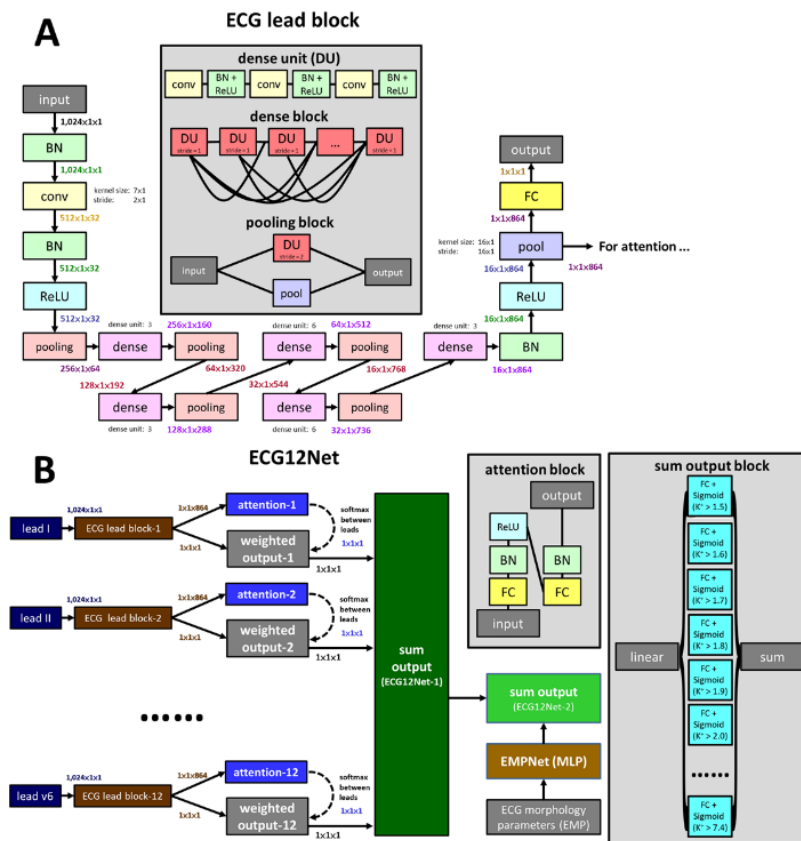 A
ECG lead block
dense unit (DU)
conv
BN +
ReLU
conv
BN +
ReLU
conv
BN +
ReLU
dense block
DU
stride = 1
DU
stride = 1
DU
stride = 1
...
DU
stride = 1
pooling block
input
DU
stride = 2
pool
output
input
1,024x1x1
BN
1,024x1x1
conv
kernel size: 7x1
stride: 2x1
512x1x32
BN
512x1x32
ReLU
512x1x32
pooling
256x1x64
dense unit: 3
dense
256x1x160
pooling
128x1x192
dense
dense unit: 3
128x1x288
pooling
64x1x320
dense unit: 6
dense
64x1x512
pooling
32x1x544
dense
dense unit: 6
32x1x736
pooling
16x1x768
dense unit: 3
dense
16x1x864
BN
16x1x864
ReLU
16x1x864
kernel size: 16x1
stride: 16x1
pool
1x1x864
For attention ...
1x1x864
FC
1x1x1
output
B
ECG12Net
lead I
1,024x1x1
ECG lead block-1
1x1x864
1x1x1
attention-1
weighted
output-1
softmax
between
leads
1x1x1
1x1x1
lead II
1,024x1x1
ECG lead block-2
1x1x864
1x1x1
attention-2
weighted
output-2
softmax
between
leads
1x1x1
1x1x1
......
lead v6
1,024x1x1
ECG lead block-12
1x1x864
1x1x1
attention-12
weighted
output-12
softmax
between
leads
1x1x1
1x1x1
sum
output
(ECG12Net-1)
attention block
output
ReLU
BN
BN
FC
FC
input
sum output
(ECG12Net-2)
EMPNet (MLP)
ECG morphology
parameters (EMP)
sum output block
linear
FC +
Sigmoid
(K⁺ > 1.5)
FC +
Sigmoid
(K⁺ > 1.6)
FC +
Sigmoid
(K⁺ > 1.7)
FC +
Sigmoid
(K⁺ > 1.8)
FC +
Sigmoid
(K⁺ > 1.9)
FC +
Sigmoid
(K⁺ > 2.0)
......
FC +
Sigmoid
(K⁺ > 7.4)
sum